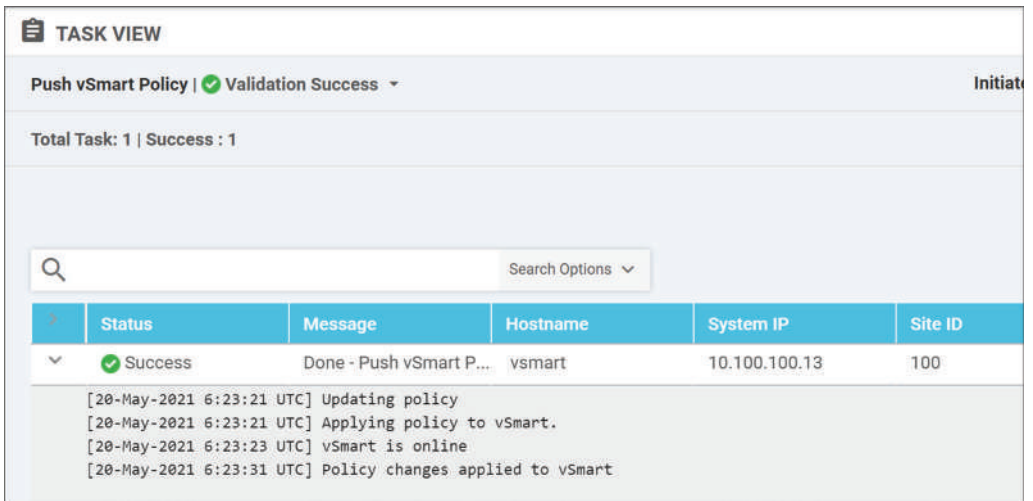 TASK VIEW
Push vSmart Policy | Validation Success
Initiate
Total Task: 1 | Success : 1
Search Options
Status Message Hostname System IP Site ID
Success Done - Push vSmart P... vsmart 10.100.100.13 100
[20-May-2021 6:23:21 UTC] Updating policy
[20-May-2021 6:23:21 UTC] Applying policy to vSmart.
[20-May-2021 6:23:23 UTC] vSmart is online
[20-May-2021 6:23:31 UTC] Policy changes applied to vSmart